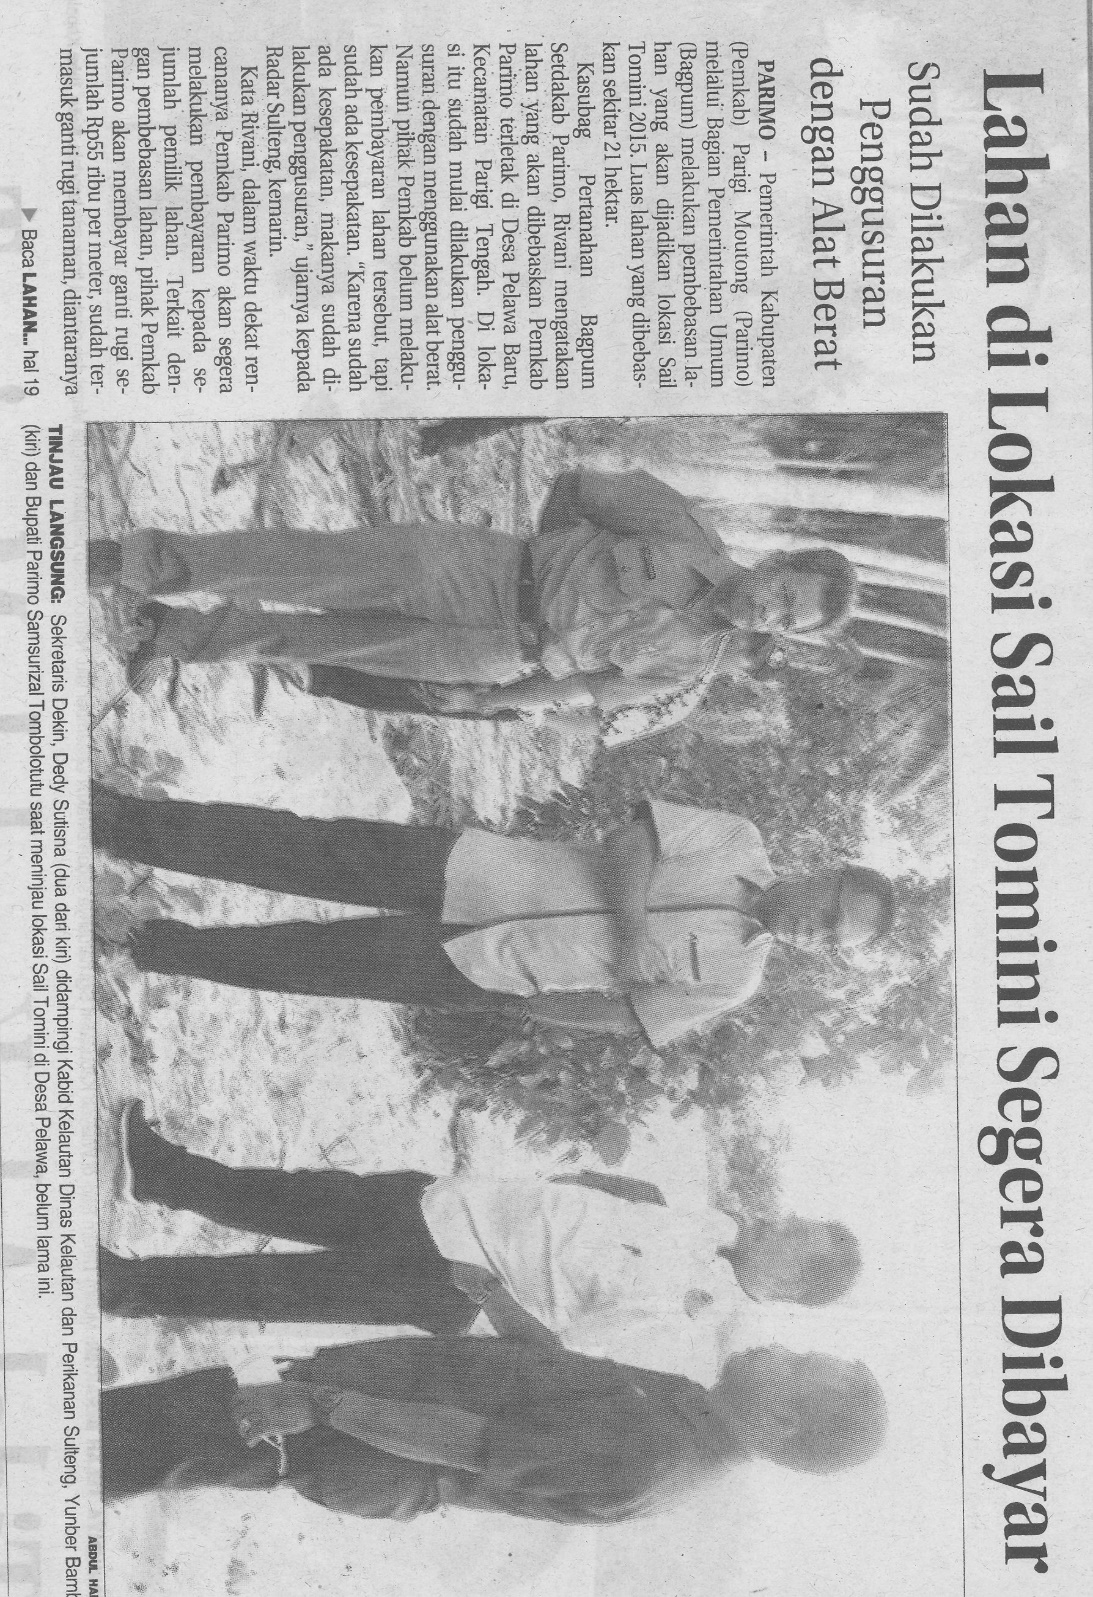 Lahan di Lokasi Sail Tomini Segera Dibayar
Sudah Dilakukan
Penggusuran
dengan Alat Berat
PARIMO – Pemerintah Kabupaten
(Pemkab) Parigi Moutong (Parimo)
melalui Bagian Pemerintahan Umum
(Bagpum) melakukan pembebasan la-
han yang akan dijadikan lokasi Sail
Tomini 2015. Luas lahan yang dibebas-
kan sekitar 21 hektar.
Kasubag Pertanahan Bagpum
Setdakab Parimo, Rivani mengatakan
lahan yang akan dibebaskan Pemkab
Parimo terletak di Desa Pelawa Baru,
Kecamatan Parigi Tengah. Di loka-
si itu sudah mulai dilakukan penggu-
suran dengan menggunakan alat berat.
Namun pihak Pemkab belum melaku-
kan pembayaran lahan tersebut, tapi
sudah ada kesepakatan. “Karena sudah
ada kesepakatan, makanya sudah di-
lakukan penggusuran,” ujarnya kepada
Radar Sulteng, kemarin.
Kata Rivani, dalam waktu dekat ren-
cananya Pemkab Parimo akan segera
melakukan pembayaran kepada se-
jumlah pemilik lahan. Terkait den-
gan pembebasan lahan, pihak Pemkab
Parimo akan membayar ganti rugi se-
jumlah Rp55 ribu per meter, sudah ter-
masuk ganti rugi tanaman, diantaranya
▶ Baca LAHAN... hal 19
ABDUL HA
TINJAU LANGSUNG: Sekretaris Dekin, Dedy Sutisna (dua dari kiri) didampingi Kabid Kelautan Dinas Kelautan dan Perikanan Sulteng, Yunber Bamb
(kiri) dan Bupati Parimo Samsurizal Tombolotutu saat meninjau lokasi Sail Tomini di Desa Pelawa, belum lama ini.